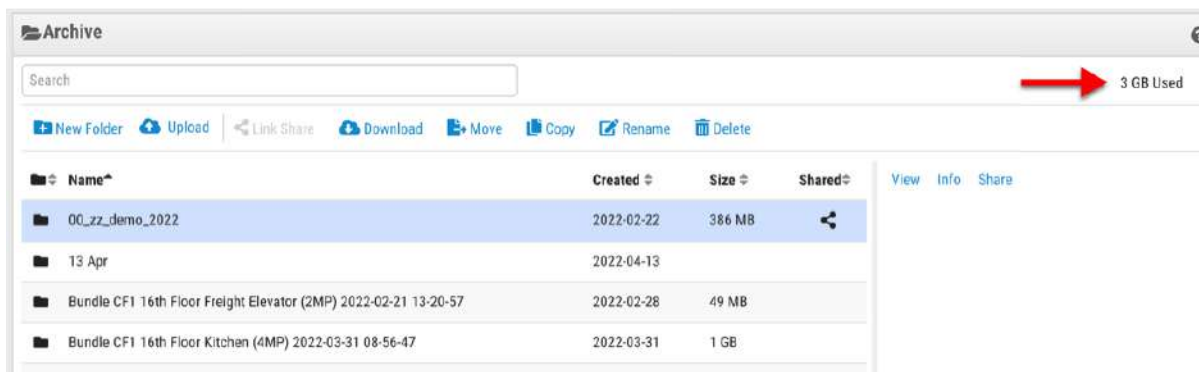 Archive
Search
3 GB Used
New Folder Upload Link Share Download Move Copy Rename Delete
Name Created Size Shared View Info Share
00_zz_demo_2022 2022-02-22 386 MB
13 Apr 2022-04-13
Bundle CF1 16th Floor Freight Elevator (2MP) 2022-02-21 13-20-57 2022-02-28 49 MB
Bundle CF1 16th Floor Kitchen (4MP) 2022-03-31 08-56-47 2022-03-31 1 GB